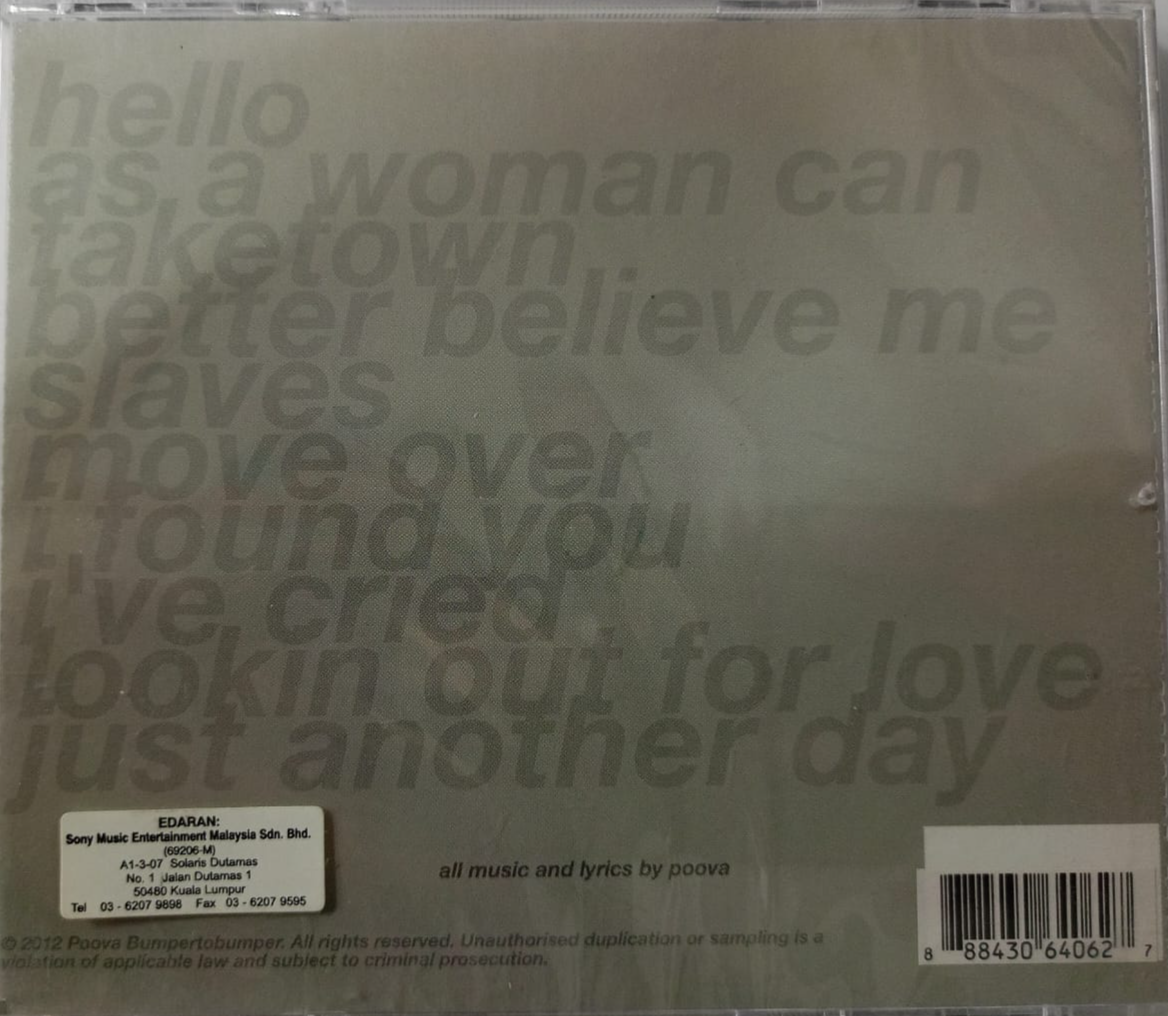 hello
as a woman can
faketown
better believe me
slaves
move over
i found you
i've cried
lookin out for love
just another day
EDARAN:
Sony Music Entertainment Malaysia Sdn. Bhd.
(69206-M)
A1-3-07 Solaris Dutamas
No. 1 Jalan Dutamas 1
50480 Kuala Lumpur
Tel 03 - 6207 9898 Fax 03 - 6207 9595
all music and lyrics by poova
© 2012 Poova Bumpertobumper. All rights reserved. Unauthorised duplication or sampling is a
violation of applicable law and subject to criminal prosecution.
8 88430 64062 7